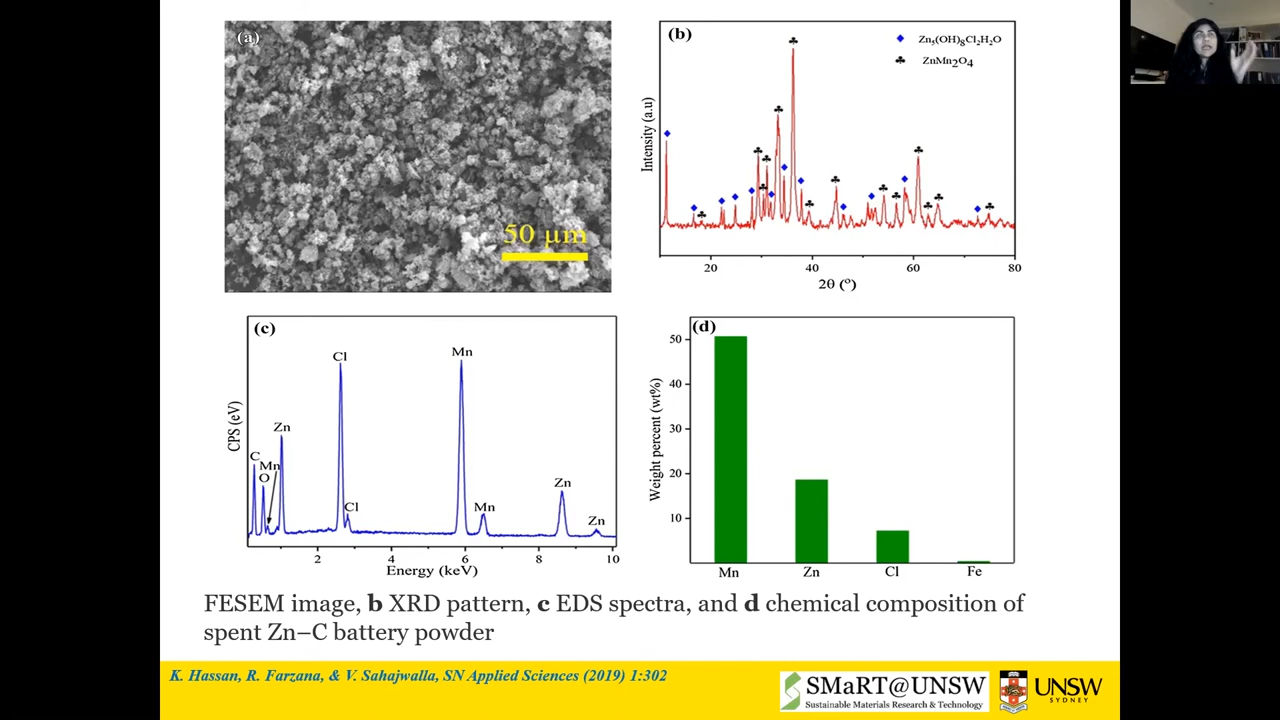 (a)
50 µm
(b)
Zn5(OH)8Cl2H2O
ZnMn2O4
Intensity (a.u)
20 40 60 80
2θ (°)
(c)
CPS (eV)
C
O
Mn
Zn
Cl
Cl
Mn
Mn
Zn
Zn
2 4 6 8 10
Energy (keV)
(d)
Weight percent (wt%)
50
40
30
20
10
Mn Zn Cl Fe
FESEM image, b XRD pattern, c EDS spectra, and d chemical composition of
spent Zn–C battery powder
K. Hassan, R. Farzana, & V. Sahajwalla, SN Applied Sciences (2019) 1:302
SMaRT@UNSW
Sustainable Materials Research & Technology
UNSW
SYDNEY